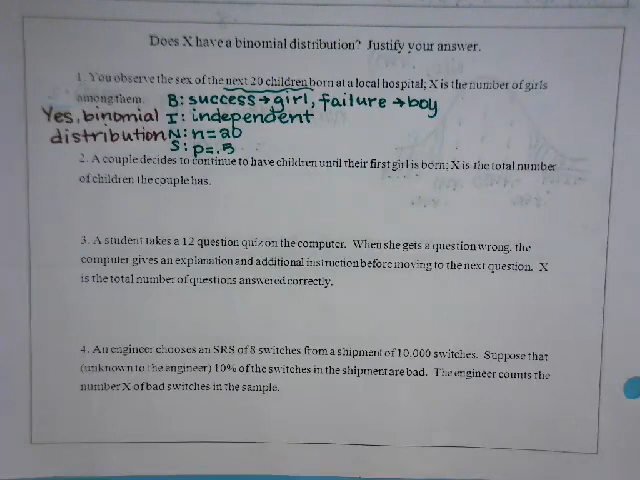 Does X have a binomial distribution? Justify your answer.
1. You observe the sex of the next 20 children born at a local hospital; X is the number of girls
among them. B: success → girl, failure → boy
Yes, binomial I: independent
distribution N: n=20
S: p=.5
2. A couple decides to continue to have children until their first girl is born; X is the total number
of children the couple has.
3. A student takes a 12 question quiz on the computer. When she gets a question wrong, the
computer gives an explanation and additional instruction before moving to the next question. X
is the total number of questions answered correctly.
4. An engineer chooses an SRS of 8 switches from a shipment of 10,000 switches. Suppose that
(unknown to the engineer) 10% of the switches in the shipment are bad. The engineer counts the
number X of bad switches in the sample.